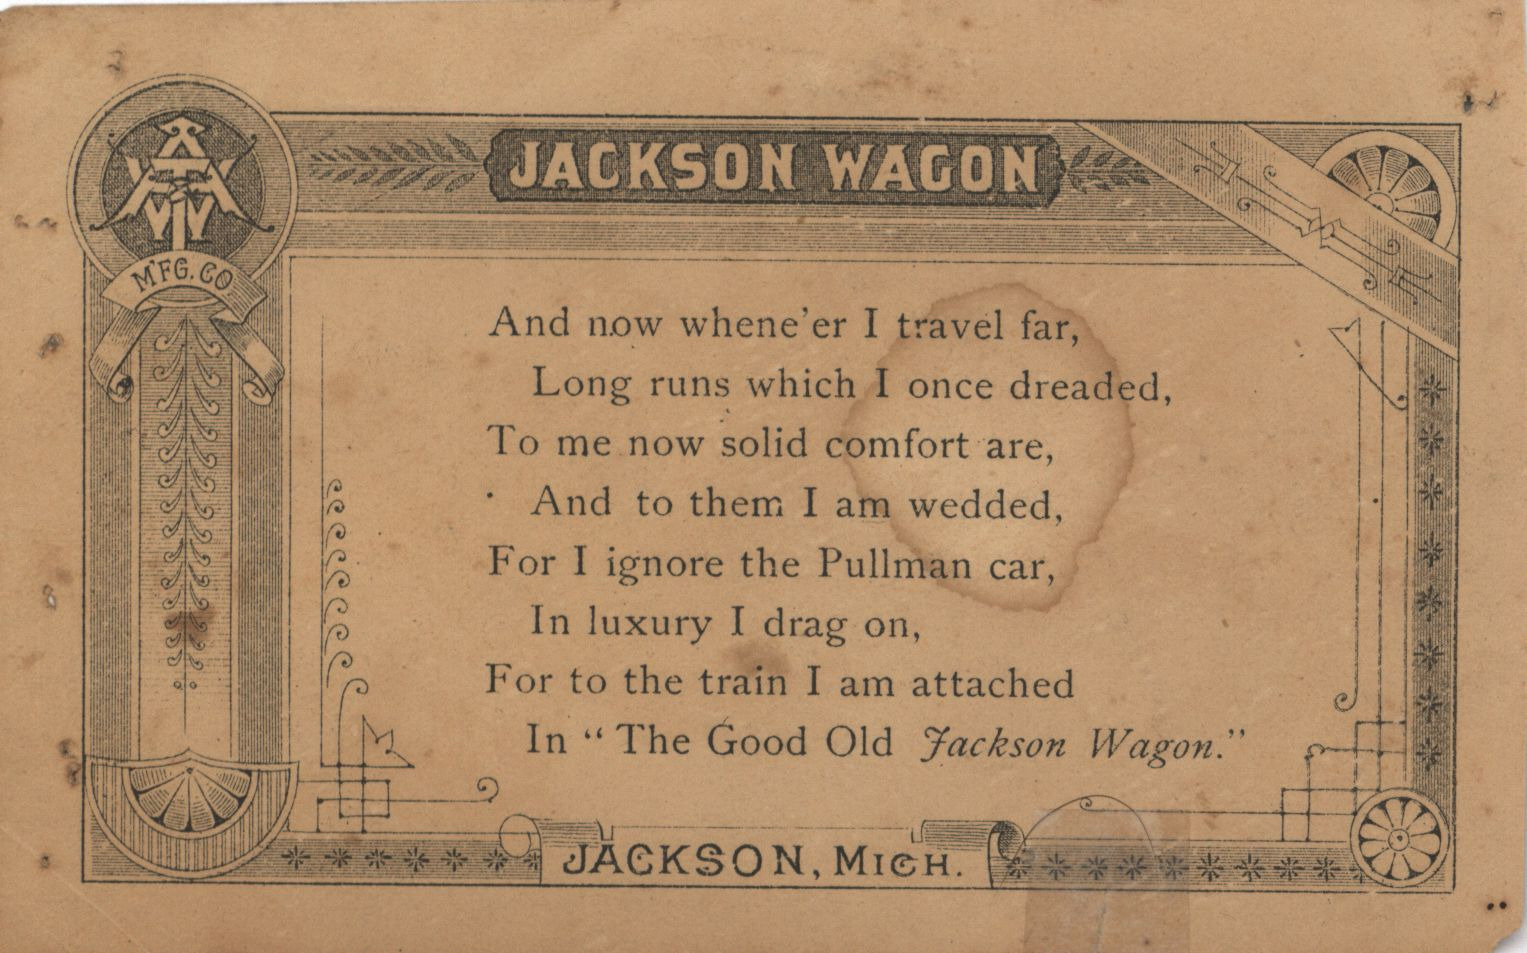 JACKSON WAGON
M'F'G. CO
And now whene'er I travel far,
Long runs which I once dreaded,
To me now solid comfort are,
And to them I am wedded,
For I ignore the Pullman car,
In luxury I drag on,
For to the train I am attached
In “ The Good Old Jackson Wagon.”
JACKSON, MICH.